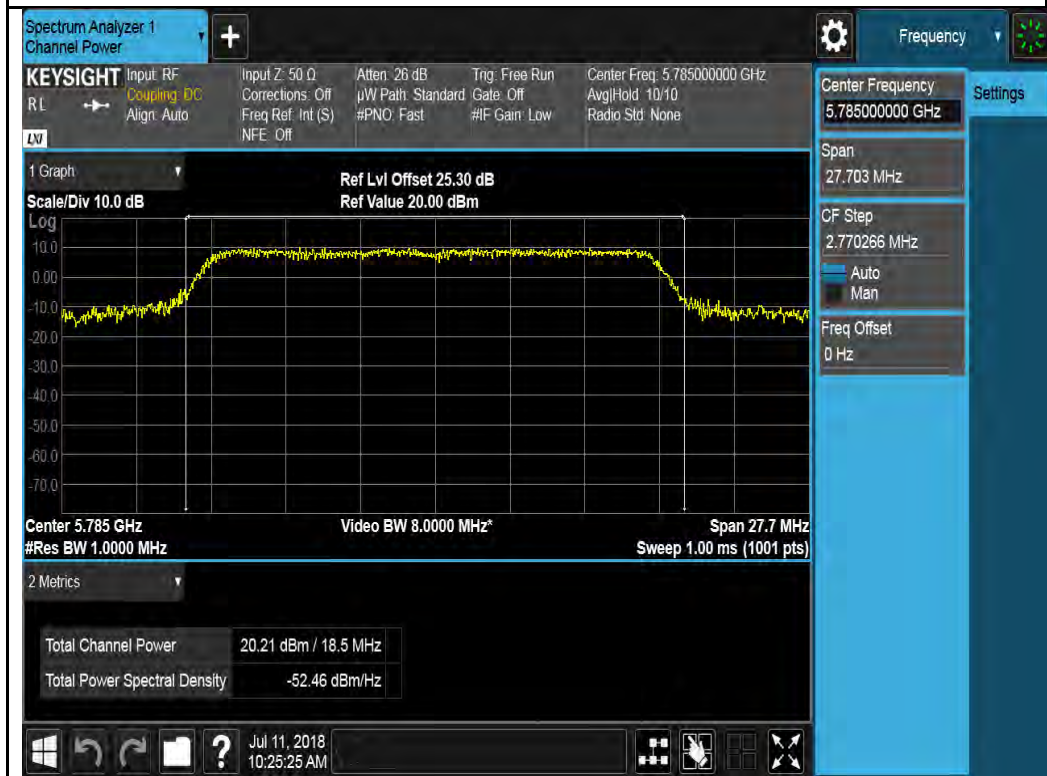 Spectrum Analyzer 1
Channel Power
+
Frequency
KEYSIGHT
RL
LXI
Input: RF
Coupling: DC
Align: Auto
Input Z: 50 Ω
Corrections: Off
Freq Ref: Int (S)
NFE: Off
Atten: 26 dB
µW Path: Standard
#PNO: Fast
Trig: Free Run
Gate: Off
#IF Gain: Low
Center Freq: 5.785000000 GHz
Avg|Hold: 10/10
Radio Std: None
Center Frequency
5.785000000 GHz
Settings
Span
27.703 MHz
CF Step
2.770266 MHz
Auto
Man
Freq Offset
0 Hz
1 Graph
Scale/Div 10.0 dB
Ref Lvl Offset 25.30 dB
Ref Value 20.00 dBm
Log
10.0
0.00
-10.0
-20.0
-30.0
-40.0
-50.0
-60.0
-70.0
Center 5.785 GHz
Video BW 8.0000 MHz*
Span 27.7 MHz
#Res BW 1.0000 MHz
Sweep 1.00 ms (1001 pts)
2 Metrics
Total Channel Power 20.21 dBm / 18.5 MHz
Total Power Spectral Density -52.46 dBm/Hz
?
Jul 11, 2018
10:25:25 AM